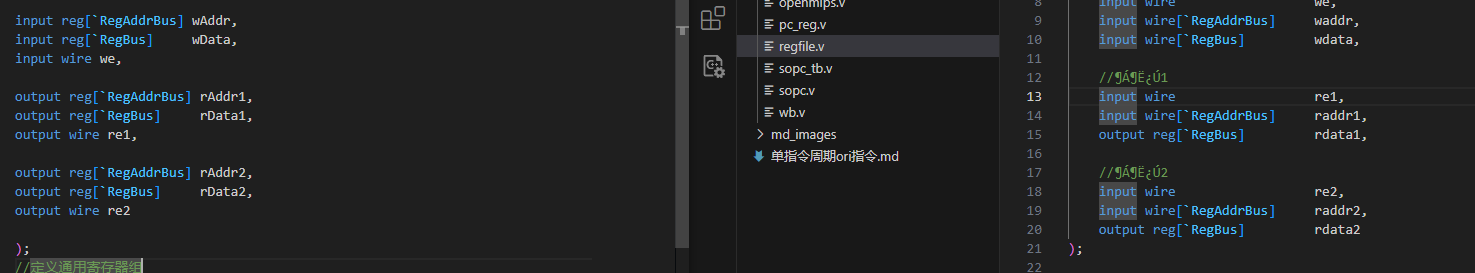 input reg[`RegAddrBus] wAddr,
input reg[`RegBus]     wData,
input wire we,
output reg[`RegAddrBus] rAddr1,
output reg[`RegBus]     rData1,
output wire re1,
output reg[`RegAddrBus] rAddr2,
output reg[`RegBus]     rData2,
output wire re2
);
//定义通用寄存器组
openmips.v
pc_reg.v
regfile.v
sopc_tb.v
sopc.v
wb.v
md_images
单指令周期ori指令.md
8 input wire we,
9 input wire[`RegAddrBus] waddr,
10 input wire[`RegBus] wdata,
11
12 //¶Á¶Ë¿Ú1
13 input wire re1,
14 input wire[`RegAddrBus] raddr1,
15 output reg[`RegBus] rdata1,
16
17 //¶Á¶Ë¿Ú2
18 input wire re2,
19 input wire[`RegAddrBus] raddr2,
20 output reg[`RegBus] rdata2
21 );
22